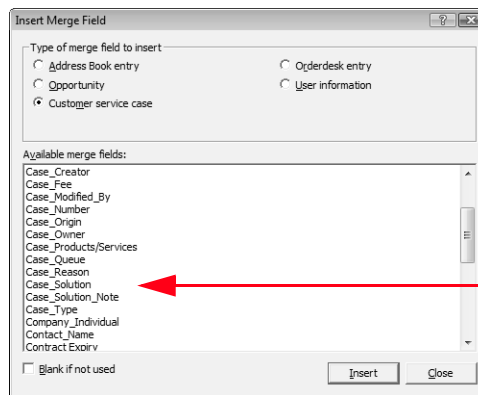 Insert Merge Field
Type of merge field to insert
Address Book entry
Orderdesk entry
Opportunity
User information
Customer service case
Available merge fields:
Case_Creator
Case_Fee
Case_Modified_By
Case_Number
Case_Origin
Case_Owner
Case_Products/Services
Case_Queue
Case_Reason
Case_Solution
Case_Solution_Note
Case_Type
Company_Individual
Contact_Name
Contract Expiry
Blank if not used
Insert
Close